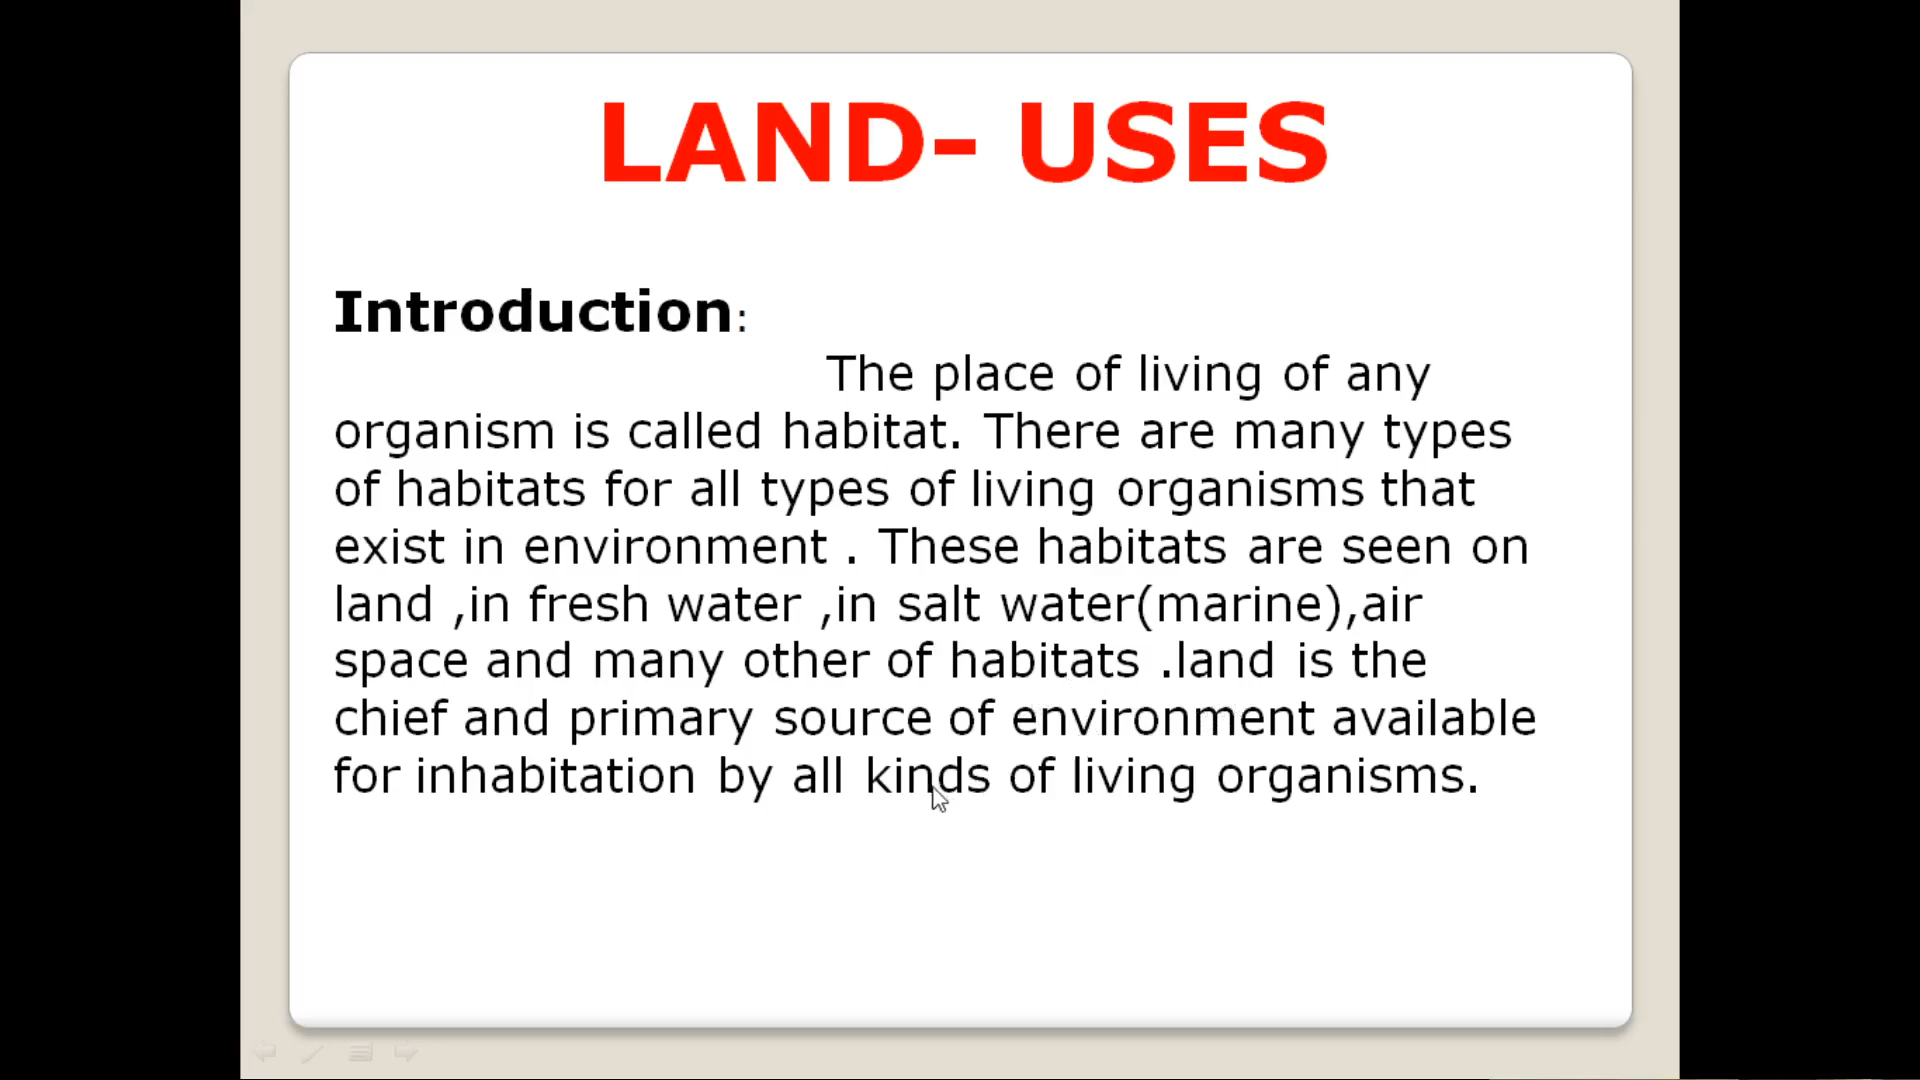 LAND- USES
Introduction:
The place of living of any
organism is called habitat. There are many types
of habitats for all types of living organisms that
exist in environment . These habitats are seen on
land ,in fresh water ,in salt water(marine),air
space and many other of habitats .land is the
chief and primary source of environment available
for inhabitation by all kinds of living organisms.